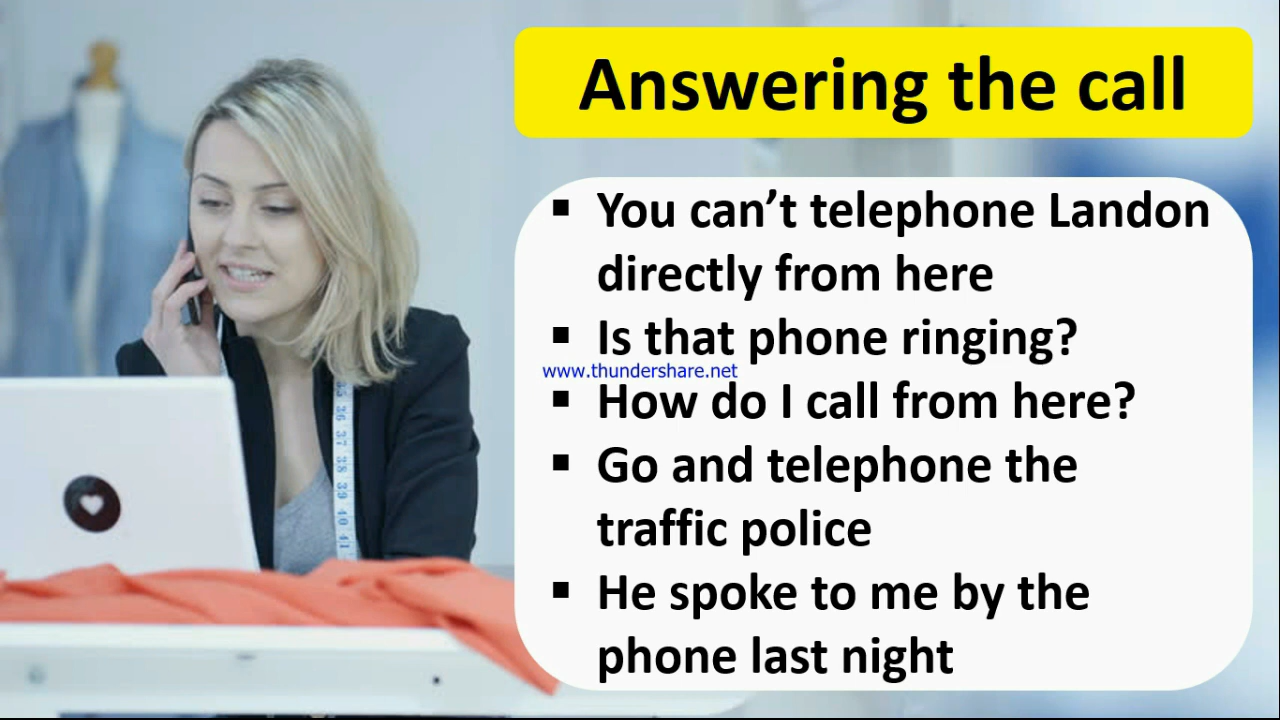 Answering the call
▪ You can’t telephone Landon
directly from here
▪ Is that phone ringing?
www.thundershare.net
▪ How do I call from here?
▪ Go and telephone the
traffic police
▪ He spoke to me by the
phone last night